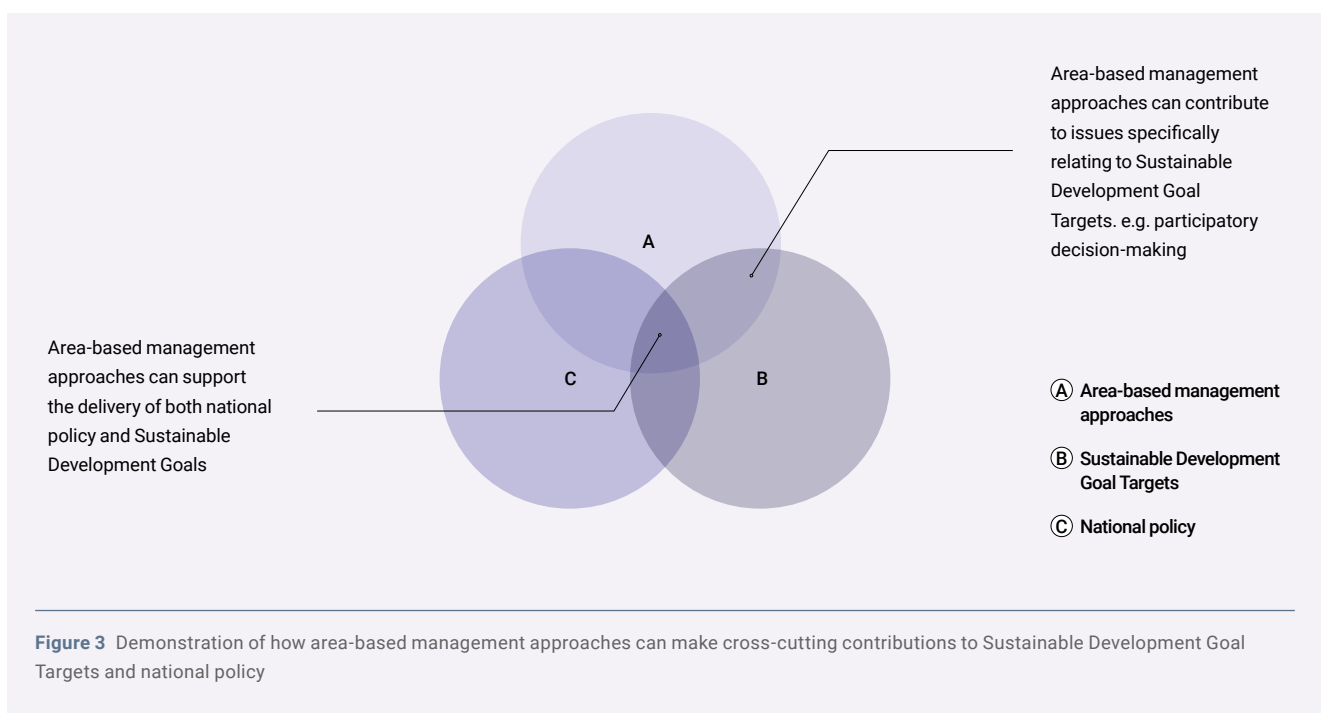 Area-based management
approaches can contribute
to issues specifically
relating to Sustainable
Development Goal
Targets. e.g. participatory
decision-making
A
Area-based management
approaches can support
the delivery of both national
policy and Sustainable
Development Goals
C
B
A Area-based management
approaches
B Sustainable Development
Goal Targets
C National policy
Figure 3 Demonstration of how area-based management approaches can make cross-cutting contributions to Sustainable Development Goal
Targets and national policy